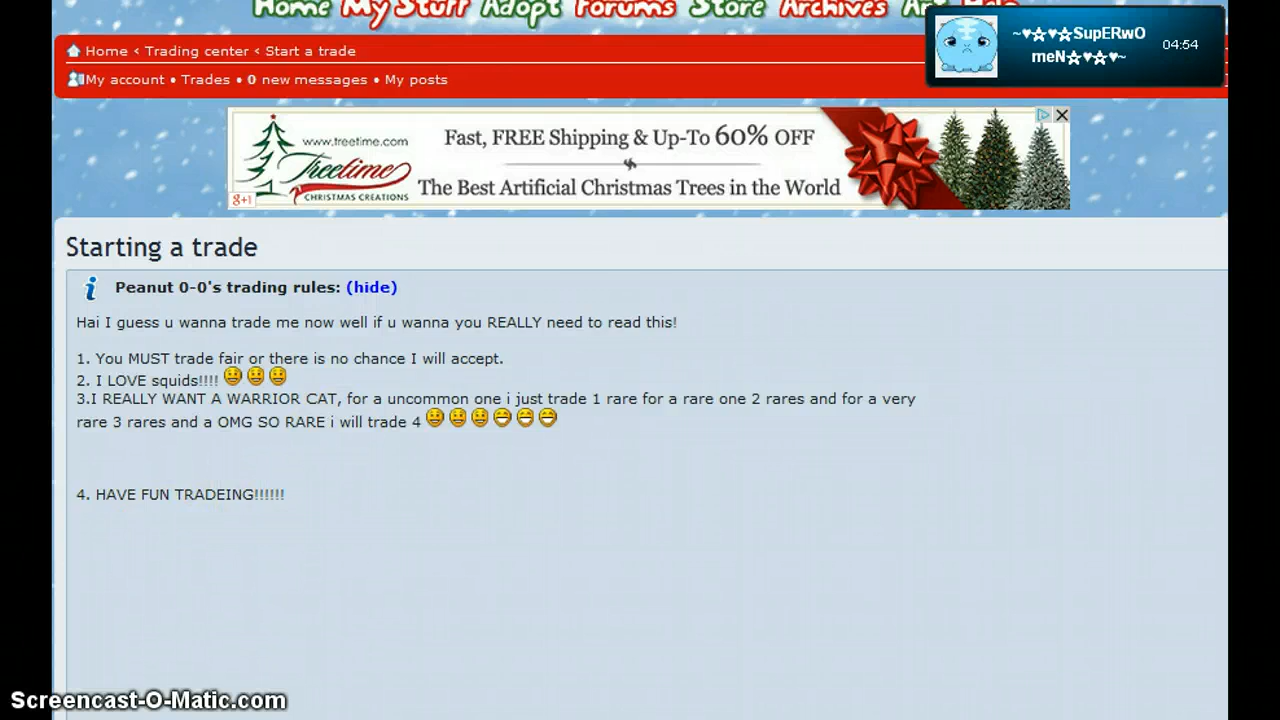 Home My Stuff Adopt Forums Store Archives Art Help
Home ‹ Trading center ‹ Start a trade
My account • Trades • 0 new messages • My posts
~♥☆♥☆SupERwO
meN☆♥☆♥~
04:54
www.treetime.com
Treetime
CHRISTMAS CREATIONS
g+1
Fast, FREE Shipping & Up-To 60% OFF
The Best Artificial Christmas Trees in the World
Starting a trade
Peanut 0-0's trading rules: (hide)
Hai I guess u wanna trade me now well if u wanna you REALLY need to read this!
1. You MUST trade fair or there is no chance I will accept.
2. I LOVE squids!!!!
3.I REALLY WANT A WARRIOR CAT, for a uncommon one i just trade 1 rare for a rare one 2 rares and for a very
rare 3 rares and a OMG SO RARE i will trade 4
4. HAVE FUN TRADEING!!!!!!
Screencast-O-Matic.com